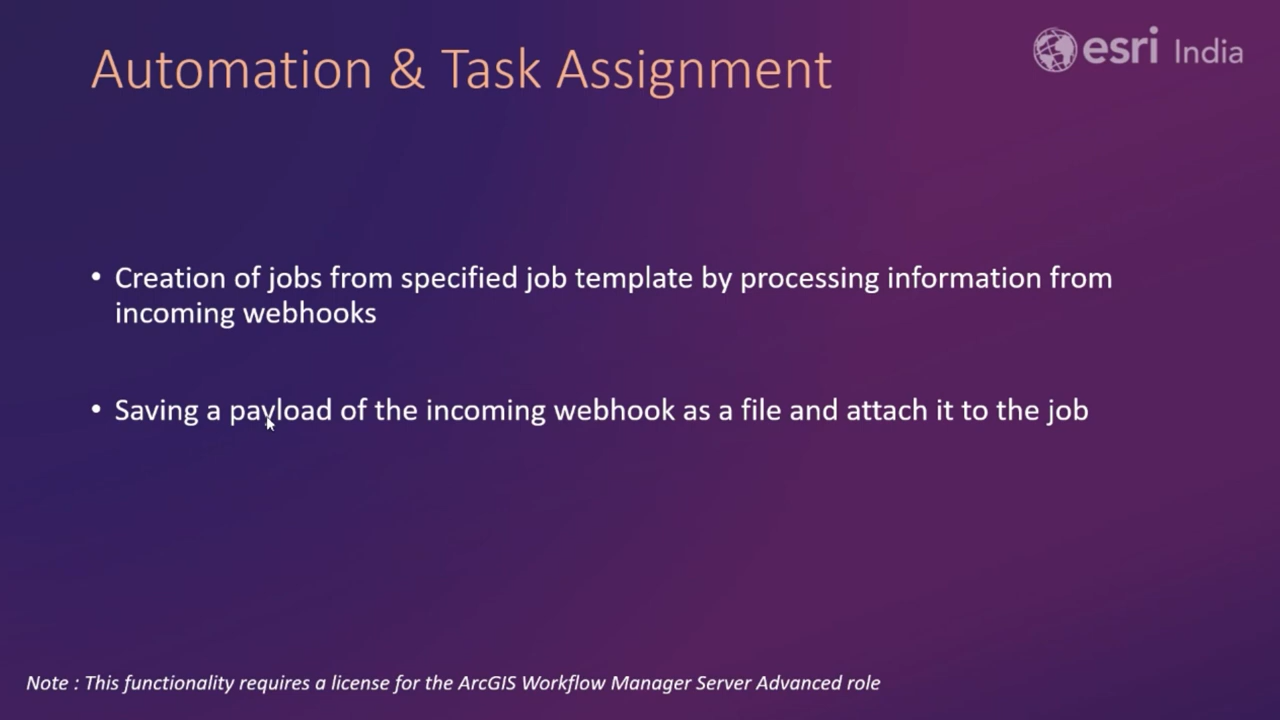 Automation & Task Assignment
esri India
• Creation of jobs from specified job template by processing information from
incoming webhooks
• Saving a payload of the incoming webhook as a file and attach it to the job
Note : This functionality requires a license for the ArcGIS Workflow Manager Server Advanced role